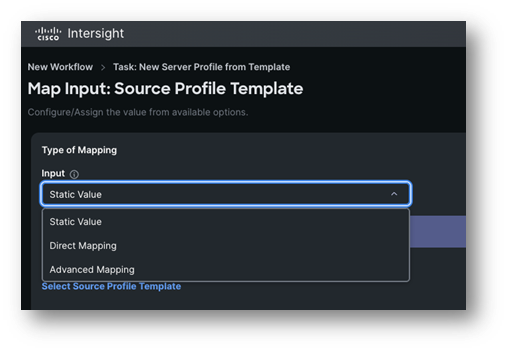 CISCO Intersight
New Workflow > Task: New Server Profile from Template
Map Input: Source Profile Template
Configure/Assign the value from available options.
Type of Mapping
Input
Static Value
Static Value
Direct Mapping
Advanced Mapping
Select Source Profile Template